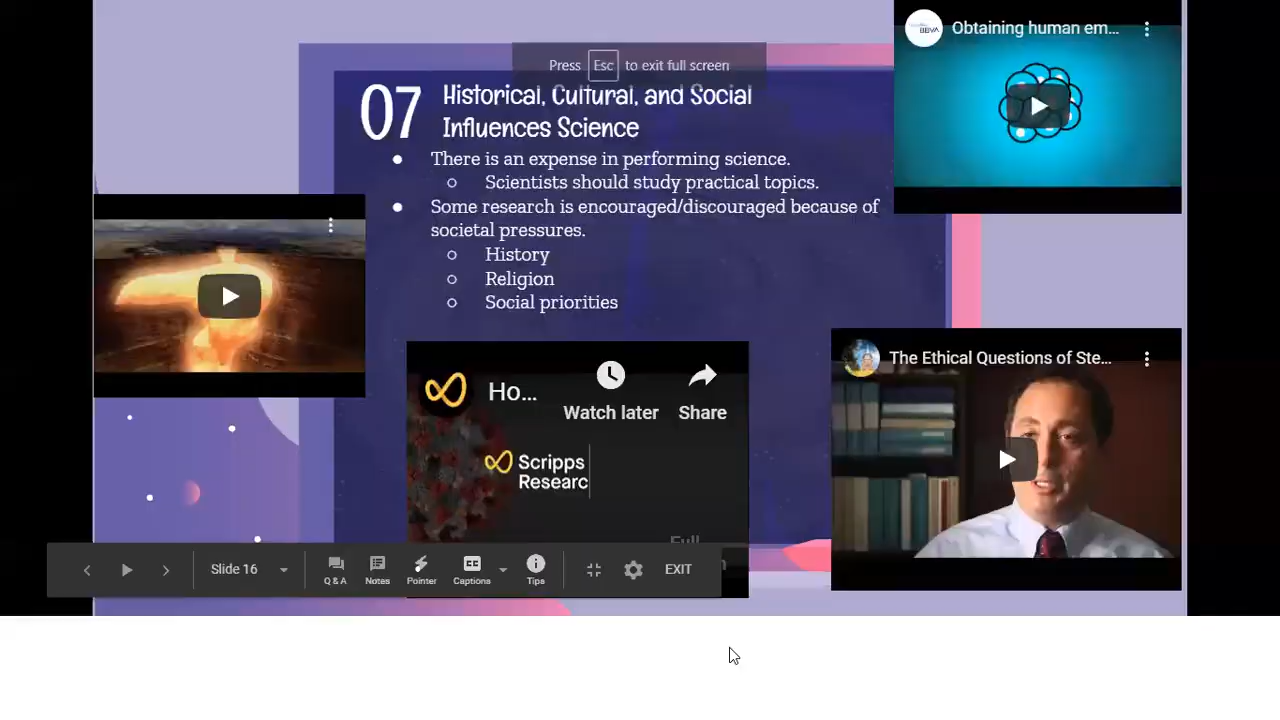 Obtaining human em...
BBVA
Press Esc to exit full screen
07
Historical, Cultural, and Social
Influences Science
● There is an expense in performing science.
○ Scientists should study practical topics.
● Some research is encouraged/discouraged because of
societal pressures.
○ History
○ Religion
○ Social priorities
Ho...
Watch later
Share
Scripps
Researc
Full
The Ethical Questions of Ste...
Slide 16
Q & A
Notes
Pointer
CC
Captions
Tips
EXIT